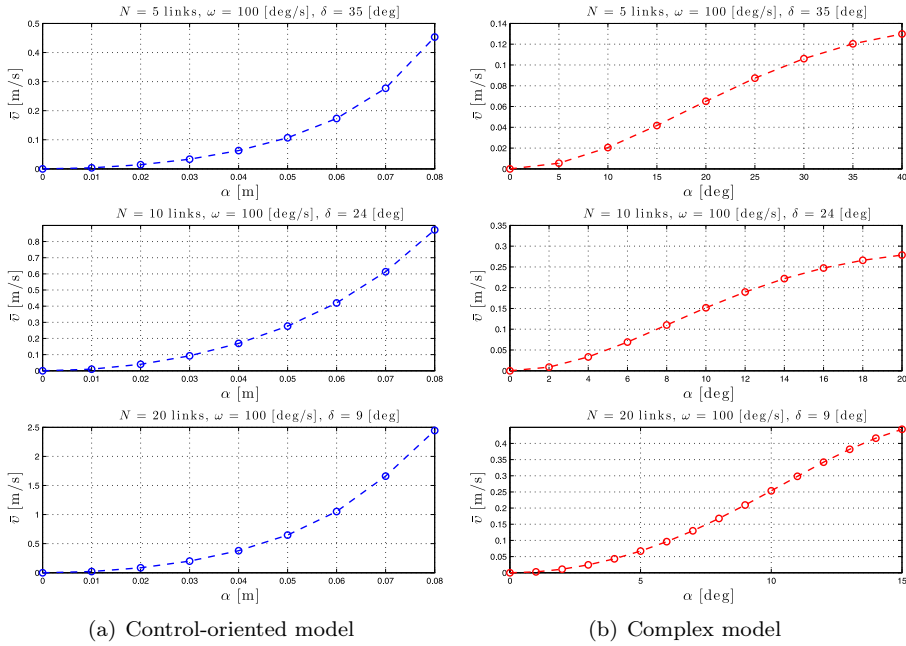 N = 5 links, ω = 100 [deg/s], δ = 35 [deg]
0.5
0.4
0.3
0.2
0.1
0
v̄ [m/s]
0 0.01 0.02 0.03 0.04 0.05 0.06 0.07 0.08
α [m]
N = 10 links, ω = 100 [deg/s], δ = 24 [deg]
0.8
0.7
0.6
0.5
0.4
0.3
0.2
0.1
0
v̄ [m/s]
0 0.01 0.02 0.03 0.04 0.05 0.06 0.07 0.08
α [m]
N = 20 links, ω = 100 [deg/s], δ = 9 [deg]
2.5
2
1.5
1
0.5
0
v̄ [m/s]
0 0.01 0.02 0.03 0.04 0.05 0.06 0.07 0.08
α [m]
(a) Control-oriented model
N = 5 links, ω = 100 [deg/s], δ = 35 [deg]
0.14
0.12
0.1
0.08
0.06
0.04
0.02
0
v̄ [m/s]
0 5 10 15 20 25 30 35 40
α [deg]
N = 10 links, ω = 100 [deg/s], δ = 24 [deg]
0.35
0.3
0.25
0.2
0.15
0.1
0.05
0
v̄ [m/s]
0 2 4 6 8 10 12 14 16 18 20
α [deg]
N = 20 links, ω = 100 [deg/s], δ = 9 [deg]
0.4
0.35
0.3
0.25
0.2
0.15
0.1
0.05
0
v̄ [m/s]
0 5 10 15
α [deg]
(b) Complex model